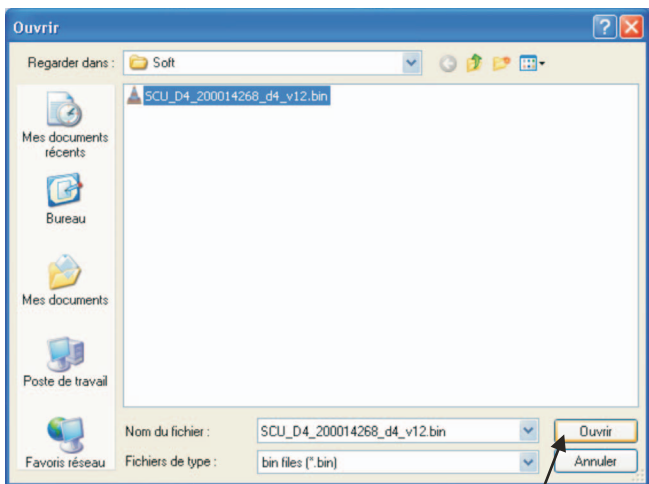 Ouvrir
Regarder dans :
Soft
SCU_D4_200014268_d4_v12.bin
Mes documents
récents
Bureau
Mes documents
Poste de travail
Favoris réseau
Nom du fichier :
SCU_D4_200014268_d4_v12.bin
Ouvrir
Fichiers de type :
bin files (*.bin)
Annuler